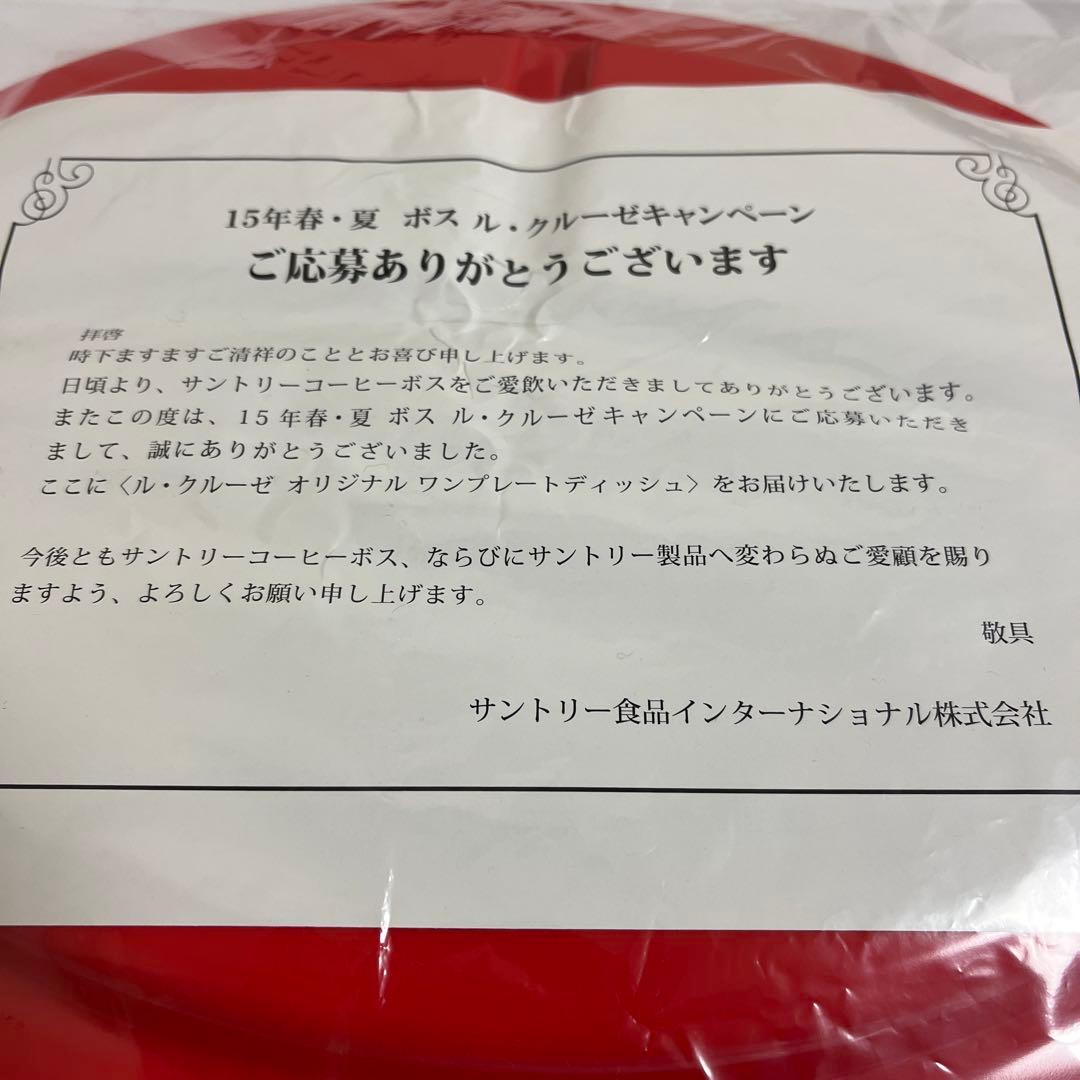 15年春・夏 ボス ル・クルーゼキャンペーン
ご応募ありがとうございます
拝啓
時下ますますご清祥のこととお喜び申し上げます。
日頃より、サントリーコーヒーボスをご愛飲いただきましてありがとうございます。
またこの度は、15年春・夏 ボス ル・クルーゼキャンペーンにご応募いただき
まして、誠にありがとうございました。
ここに〈ル・クルーゼ オリジナル ワンプレートディッシュ〉をお届けいたします。
今後ともサントリーコーヒーボス、ならびにサントリー製品へ変わらぬご愛顧を賜り
ますよう、よろしくお願い申し上げます。
敬具
サントリー食品インターナショナル株式会社